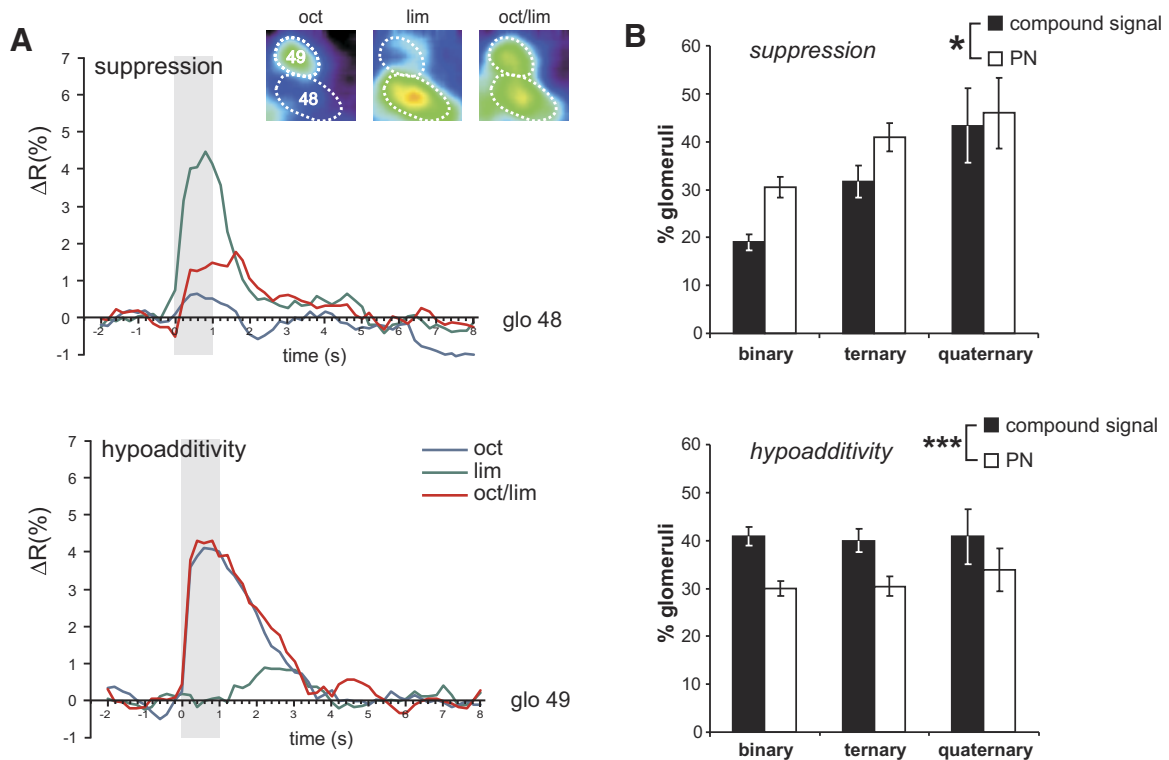 A
oct
lim
oct/lim
49
48
suppression
ΔR(%)
7
6
5
4
3
2
1
0
-1
-2 -1 0 1 2 3 4 5 6 7 8
time (s)
glo 48
hypoadditivity
oct
lim
oct/lim
ΔR(%)
7
6
5
4
3
2
1
0
-1
-2 -1 0 1 2 3 4 5 6 7 8
time (s)
glo 49
B
suppression
* compound signal
PN
% glomeruli
60
50
40
30
20
10
0
binary ternary quaternary
hypoadditivity
*** compound signal
PN
% glomeruli
60
50
40
30
20
10
0
binary ternary quaternary